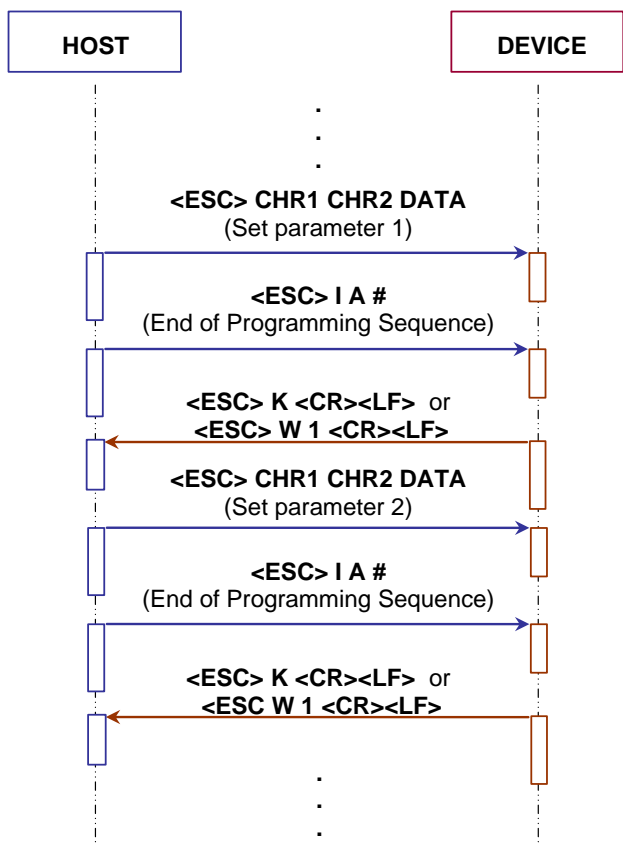 HOST
DEVICE
.
.
.
<ESC> CHR1 CHR2 DATA
(Set parameter 1)
<ESC> I A #
(End of Programming Sequence)
<ESC> K <CR><LF> or
<ESC> W 1 <CR><LF>
<ESC> CHR1 CHR2 DATA
(Set parameter 2)
<ESC> I A #
(End of Programming Sequence)
<ESC> K <CR><LF> or
<ESC W 1 <CR><LF>
.
.
.